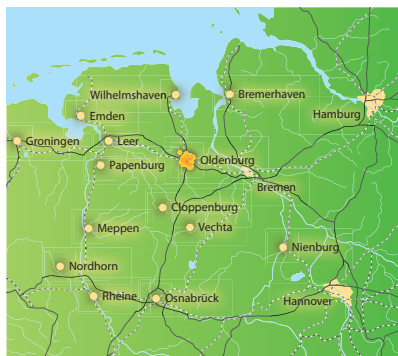 Wilhelmshaven
Bremerhaven
Emden
Hamburg
Groningen
Leer
Oldenburg
Papenburg
Bremen
Cloppenburg
Meppen
Vechta
Nienburg
Nordhorn
Rheine
Osnabrück
Hannover